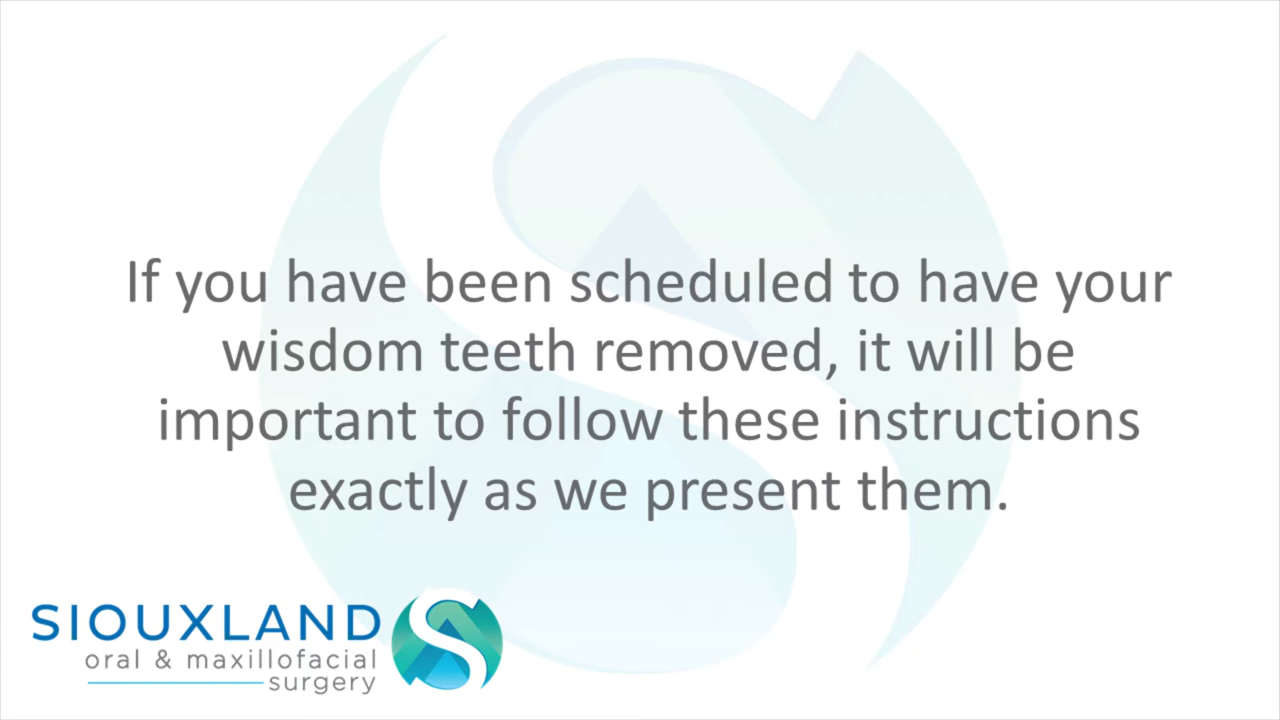 If you have been scheduled to have your
wisdom teeth removed, it will be
important to follow these instructions
exactly as we present them.
SIOUXLAND
oral & maxillofacial
surgery